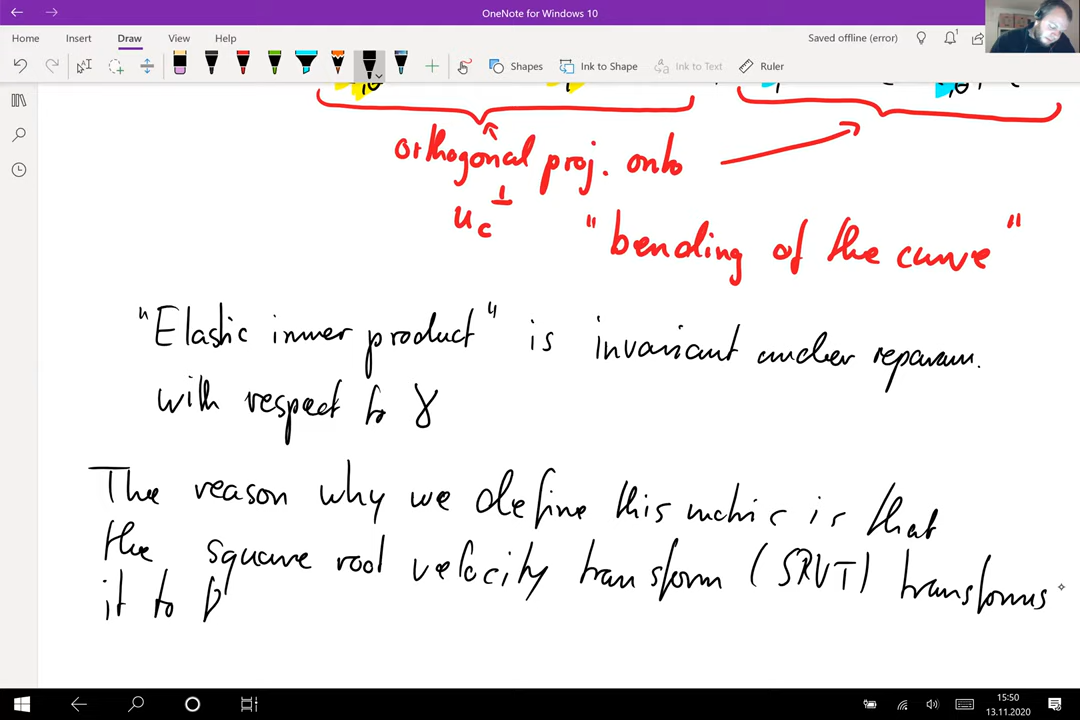 OneNote for Windows 10
Home Insert Draw View Help
Saved offline (error)
Shapes Ink to Shape Ink to Text Ruler
orthogonal proj. onto
u_c^⊥
"bending of the curve"
"Elastic inner product" is invariant under reparam.
with respect to γ
The reason why we define this metric is that
the square root velocity transform (SRVT) transforms
it to
15:50
13.11.2020